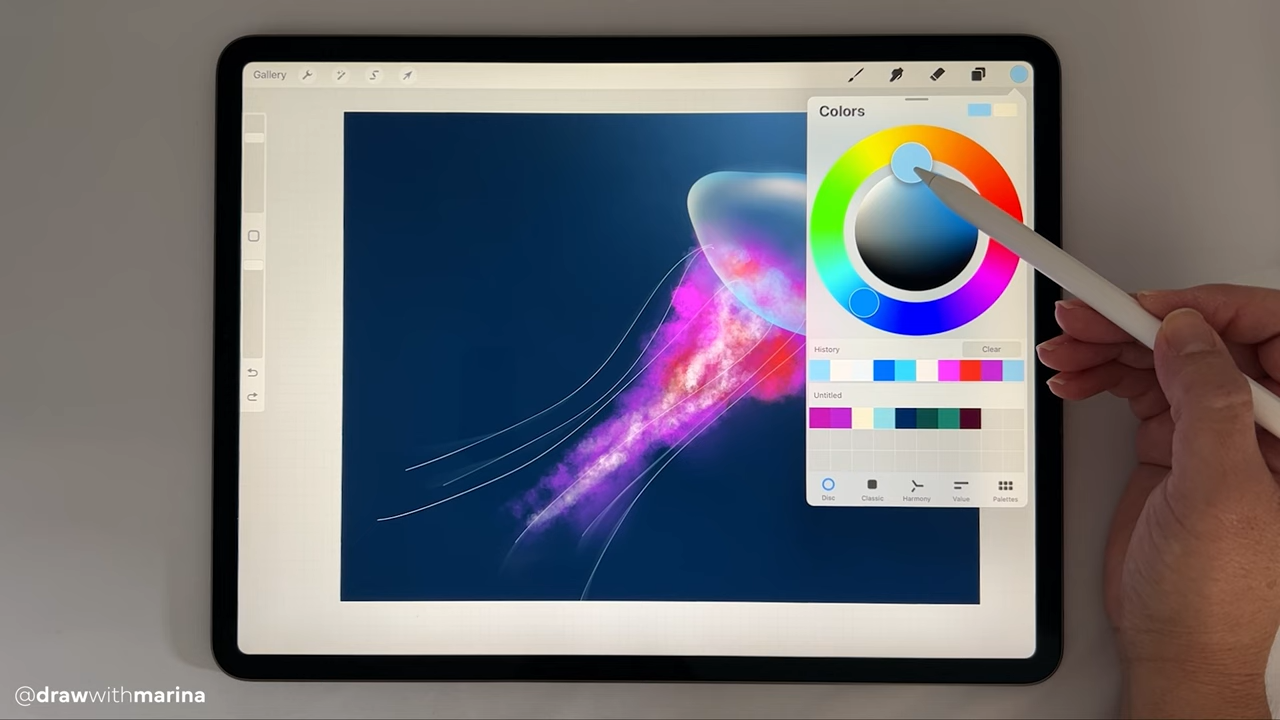 Gallery
Colors
History
Clear
Untitled
Disc
Classic
Harmony
Value
Palettes
@drawwithmarina